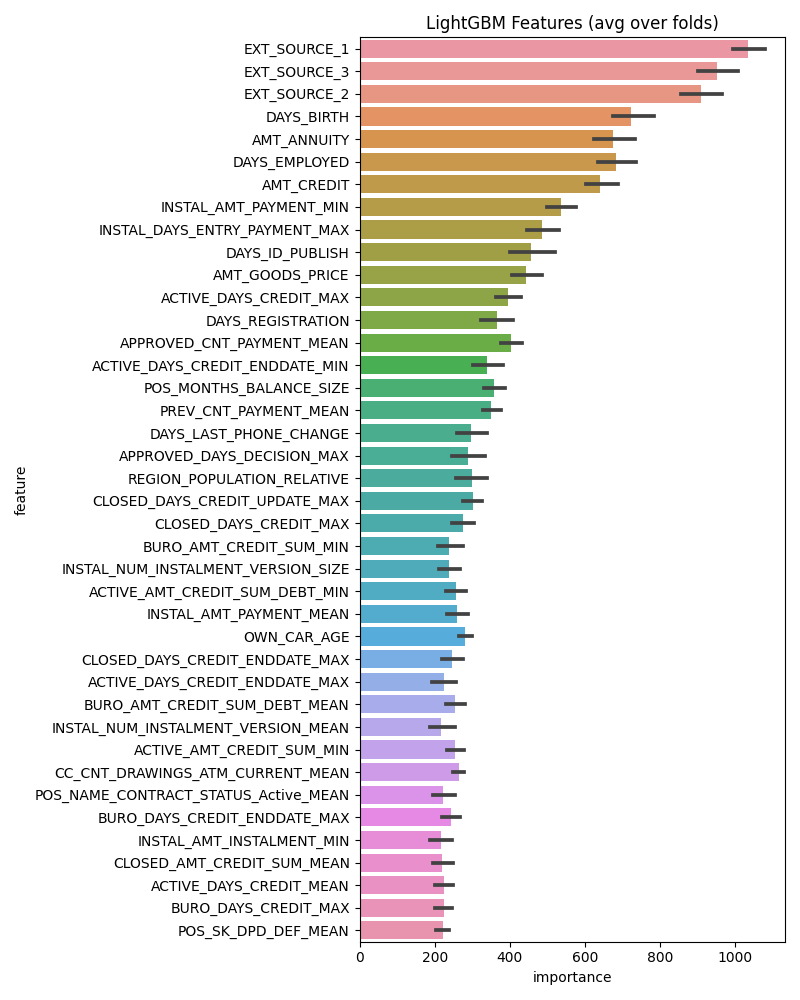 LightGBM Features (avg over folds)
EXT_SOURCE_1
EXT_SOURCE_3
EXT_SOURCE_2
DAYS_BIRTH
AMT_ANNUITY
DAYS_EMPLOYED
AMT_CREDIT
INSTAL_AMT_PAYMENT_MIN
INSTAL_DAYS_ENTRY_PAYMENT_MAX
DAYS_ID_PUBLISH
AMT_GOODS_PRICE
ACTIVE_DAYS_CREDIT_MAX
DAYS_REGISTRATION
APPROVED_CNT_PAYMENT_MEAN
ACTIVE_DAYS_CREDIT_ENDDATE_MIN
POS_MONTHS_BALANCE_SIZE
PREV_CNT_PAYMENT_MEAN
DAYS_LAST_PHONE_CHANGE
APPROVED_DAYS_DECISION_MAX
REGION_POPULATION_RELATIVE
CLOSED_DAYS_CREDIT_UPDATE_MAX
CLOSED_DAYS_CREDIT_MAX
BURO_AMT_CREDIT_SUM_MIN
INSTAL_NUM_INSTALMENT_VERSION_SIZE
ACTIVE_AMT_CREDIT_SUM_DEBT_MIN
INSTAL_AMT_PAYMENT_MEAN
OWN_CAR_AGE
CLOSED_DAYS_CREDIT_ENDDATE_MAX
ACTIVE_DAYS_CREDIT_ENDDATE_MAX
BURO_AMT_CREDIT_SUM_DEBT_MEAN
INSTAL_NUM_INSTALMENT_VERSION_MEAN
ACTIVE_AMT_CREDIT_SUM_MIN
CC_CNT_DRAWINGS_ATM_CURRENT_MEAN
POS_NAME_CONTRACT_STATUS_Active_MEAN
BURO_DAYS_CREDIT_ENDDATE_MAX
INSTAL_AMT_INSTALMENT_MIN
CLOSED_AMT_CREDIT_SUM_MEAN
ACTIVE_DAYS_CREDIT_MEAN
BURO_DAYS_CREDIT_MAX
POS_SK_DPD_DEF_MEAN
feature
0 200 400 600 800 1000
importance